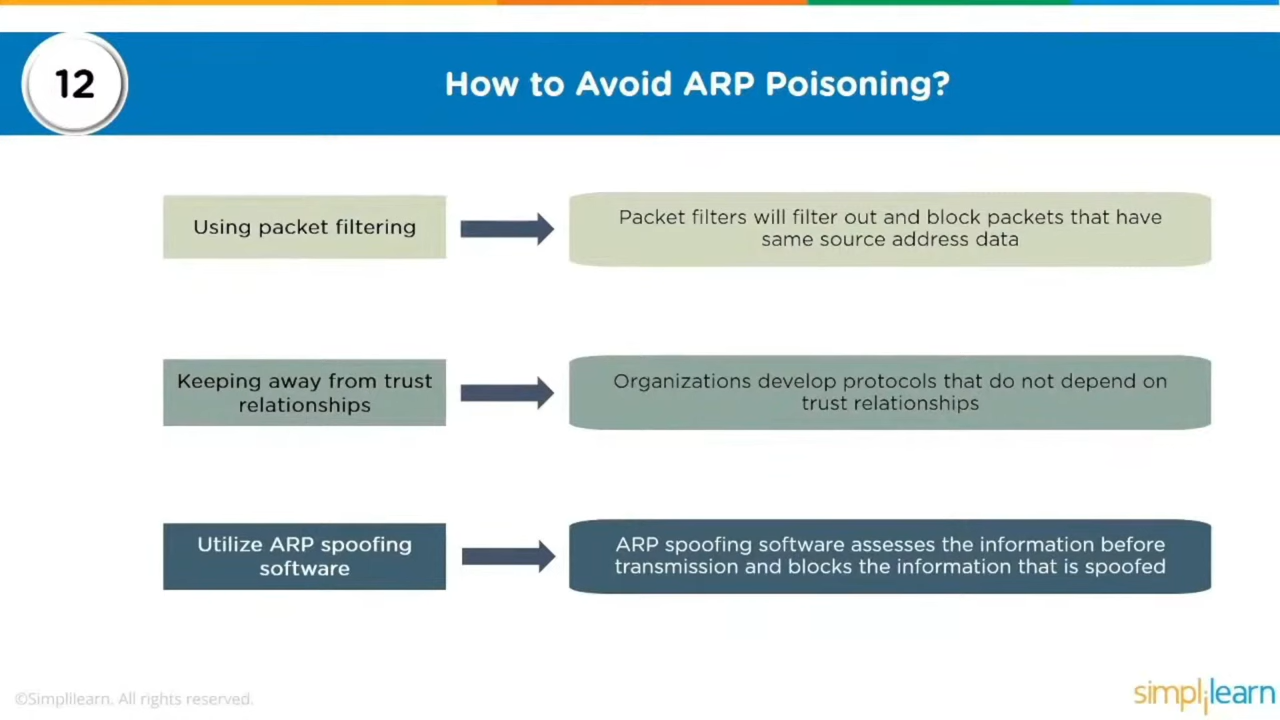 12
How to Avoid ARP Poisoning?
Using packet filtering
Packet filters will filter out and block packets that have
same source address data
Keeping away from trust
relationships
Organizations develop protocols that do not depend on
trust relationships
Utilize ARP spoofing
software
ARP spoofing software assesses the information before
transmission and blocks the information that is spoofed
©Simplilearn. All rights reserved.
simplilearn